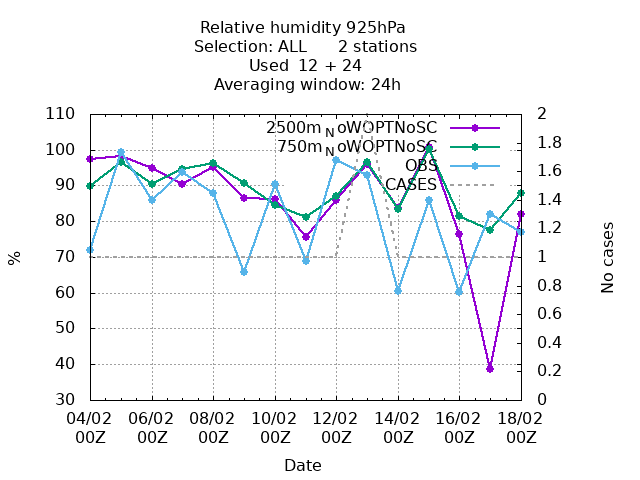 Relative humidity 925hPa
Selection: ALL 2 stations
Used 12 + 24
Averaging window: 24h
2500m NoWOPTNoSC
750m NoWOPTNoSC
OBS
CASES
110
100
90
80
70
60
50
40
30
%
2
1.8
1.6
1.4
1.2
1
0.8
0.6
0.4
0.2
0
No cases
04/02 06/02 08/02 10/02 12/02 14/02 16/02 18/02
00Z 00Z 00Z 00Z 00Z 00Z 00Z 00Z
Date